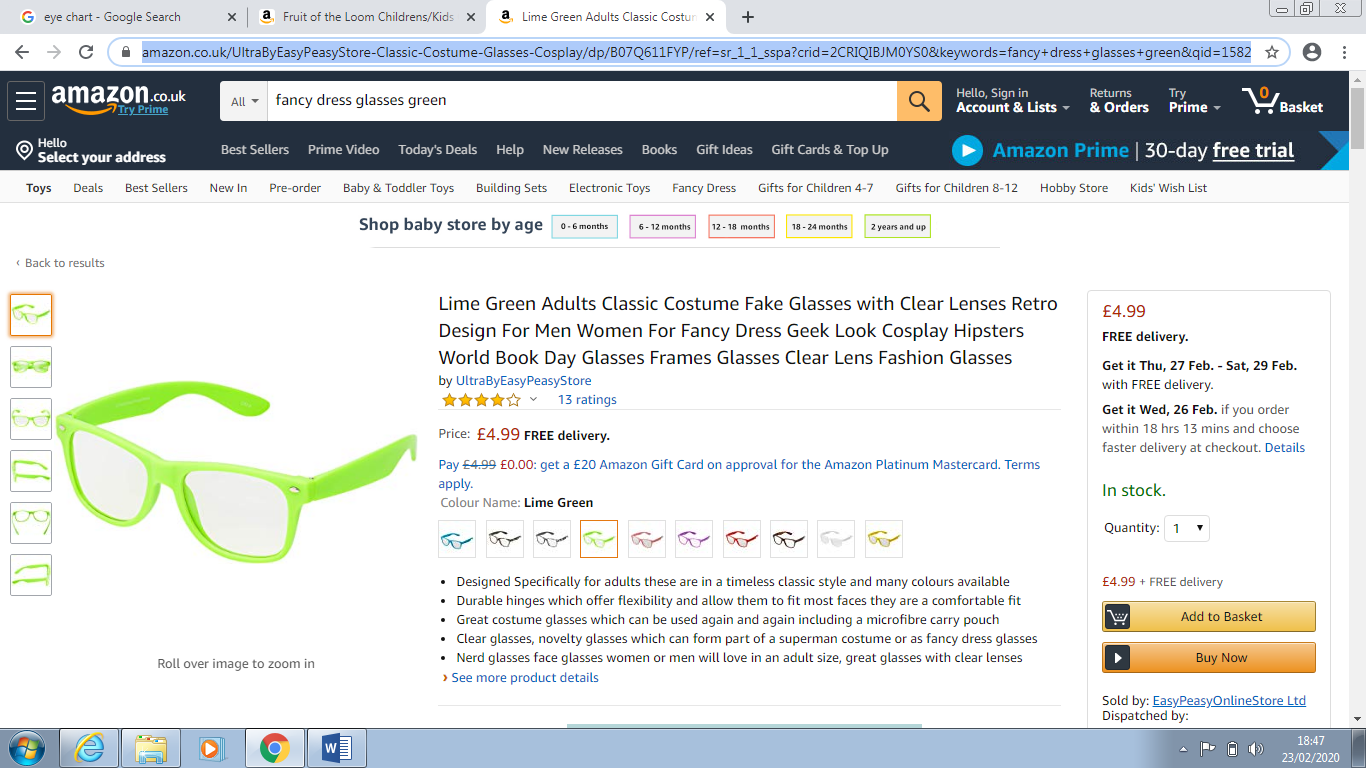 eye chart - Google Search
Fruit of the Loom Childrens/Kids
Lime Green Adults Classic Costum
amazon.co.uk/UltraByEasyPeasyStore-Classic-Costume-Glasses-Cosplay/dp/B07Q611FYP/ref=sr_1_1_sspa?crid=2CRIQIBJM0YS0&keywords=fancy+dress+glasses+green&qid=1582
amazon.co.uk
Try Prime
All
fancy dress glasses green
Hello, Sign in
Account & Lists
Returns
& Orders
Try
Prime
0
Basket
Hello
Select your address
Best Sellers Prime Video Today's Deals Help New Releases Books Gift Ideas Gift Cards & Top Up
Amazon Prime | 30-day free trial
Toys Deals Best Sellers New In Pre-order Baby & Toddler Toys Building Sets Electronic Toys Fancy Dress Gifts for Children 4-7 Gifts for Children 8-12 Hobby Store Kids' Wish List
Shop baby store by age 0 - 6 months 6 - 12 months 12 - 18 months 18 - 24 months 2 years and up
‹ Back to results
Lime Green Adults Classic Costume Fake Glasses with Clear Lenses Retro
Design For Men Women For Fancy Dress Geek Look Cosplay Hipsters
World Book Day Glasses Frames Glasses Clear Lens Fashion Glasses
by UltraByEasyPeasyStore
13 ratings
Price: £4.99 FREE delivery.
Pay £4.99 £0.00: get a £20 Amazon Gift Card on approval for the Amazon Platinum Mastercard. Terms
apply.
Colour Name: Lime Green
• Designed Specifically for adults these are in a timeless classic style and many colours available
• Durable hinges which offer flexibility and allow them to fit most faces they are a comfortable fit
• Great costume glasses which can be used again and again including a microfibre carry pouch
• Clear glasses, novelty glasses which can form part of a superman costume or as fancy dress glasses
• Nerd glasses face glasses women or men will love in an adult size, great glasses with clear lenses
› See more product details
Roll over image to zoom in
£4.99
FREE delivery.
Get it Thu, 27 Feb. - Sat, 29 Feb.
with FREE delivery.
Get it Wed, 26 Feb. if you order
within 18 hrs 13 mins and choose
faster delivery at checkout. Details
In stock.
Quantity: 1
£4.99 + FREE delivery
Add to Basket
Buy Now
Sold by: EasyPeasyOnlineStore Ltd
Dispatched by:
18:47
23/02/2020